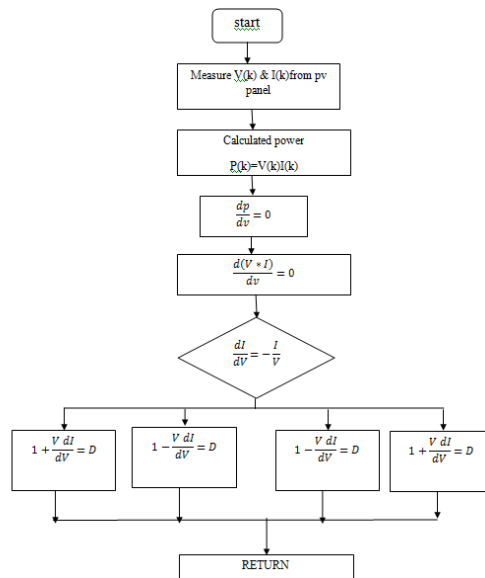 start
Measure V(k) & I(k)from pv
panel
Calculated power
P(k)=V(k)I(k)
dp/dv = 0
d(V * I)/dv = 0
dI/dV = −I/V
1 + V dI/dV = D
1 − V dI/dV = D
1 − V dI/dV = D
1 + V dI/dV = D
RETURN